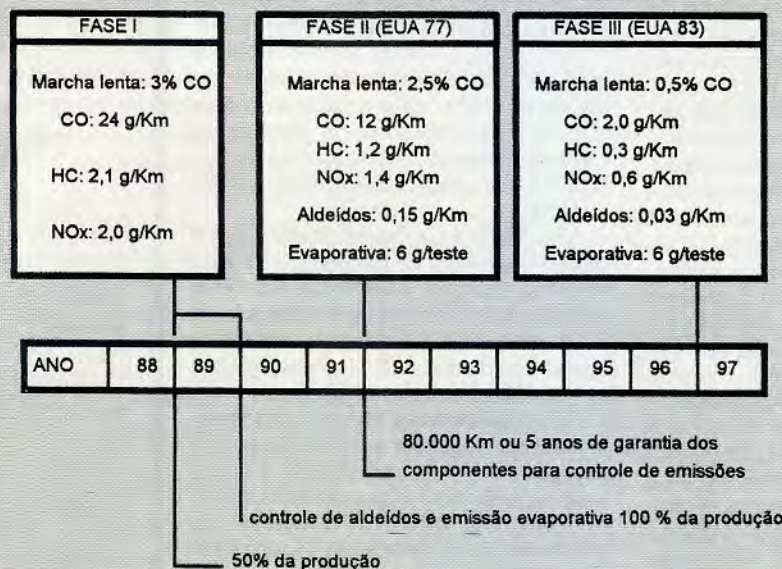 FASE I
Marcha lenta: 3% CO
CO: 24 g/Km
HC: 2,1 g/Km
NOx: 2,0 g/Km
FASE II (EUA 77)
Marcha lenta: 2,5% CO
CO: 12 g/Km
HC: 1,2 g/Km
NOx: 1,4 g/Km
Aldeídos: 0,15 g/Km
Evaporativa: 6 g/teste
FASE III (EUA 83)
Marcha lenta: 0,5% CO
CO: 2,0 g/Km
HC: 0,3 g/Km
NOx: 0,6 g/Km
Aldeídos: 0,03 g/Km
Evaporativa: 6 g/teste
ANO 88 89 90 91 92 93 94 95 96 97
80.000 Km ou 5 anos de garantia dos
componentes para controle de emissões
controle de aldeídos e emissão evaporativa 100 % da produção
50% da produção